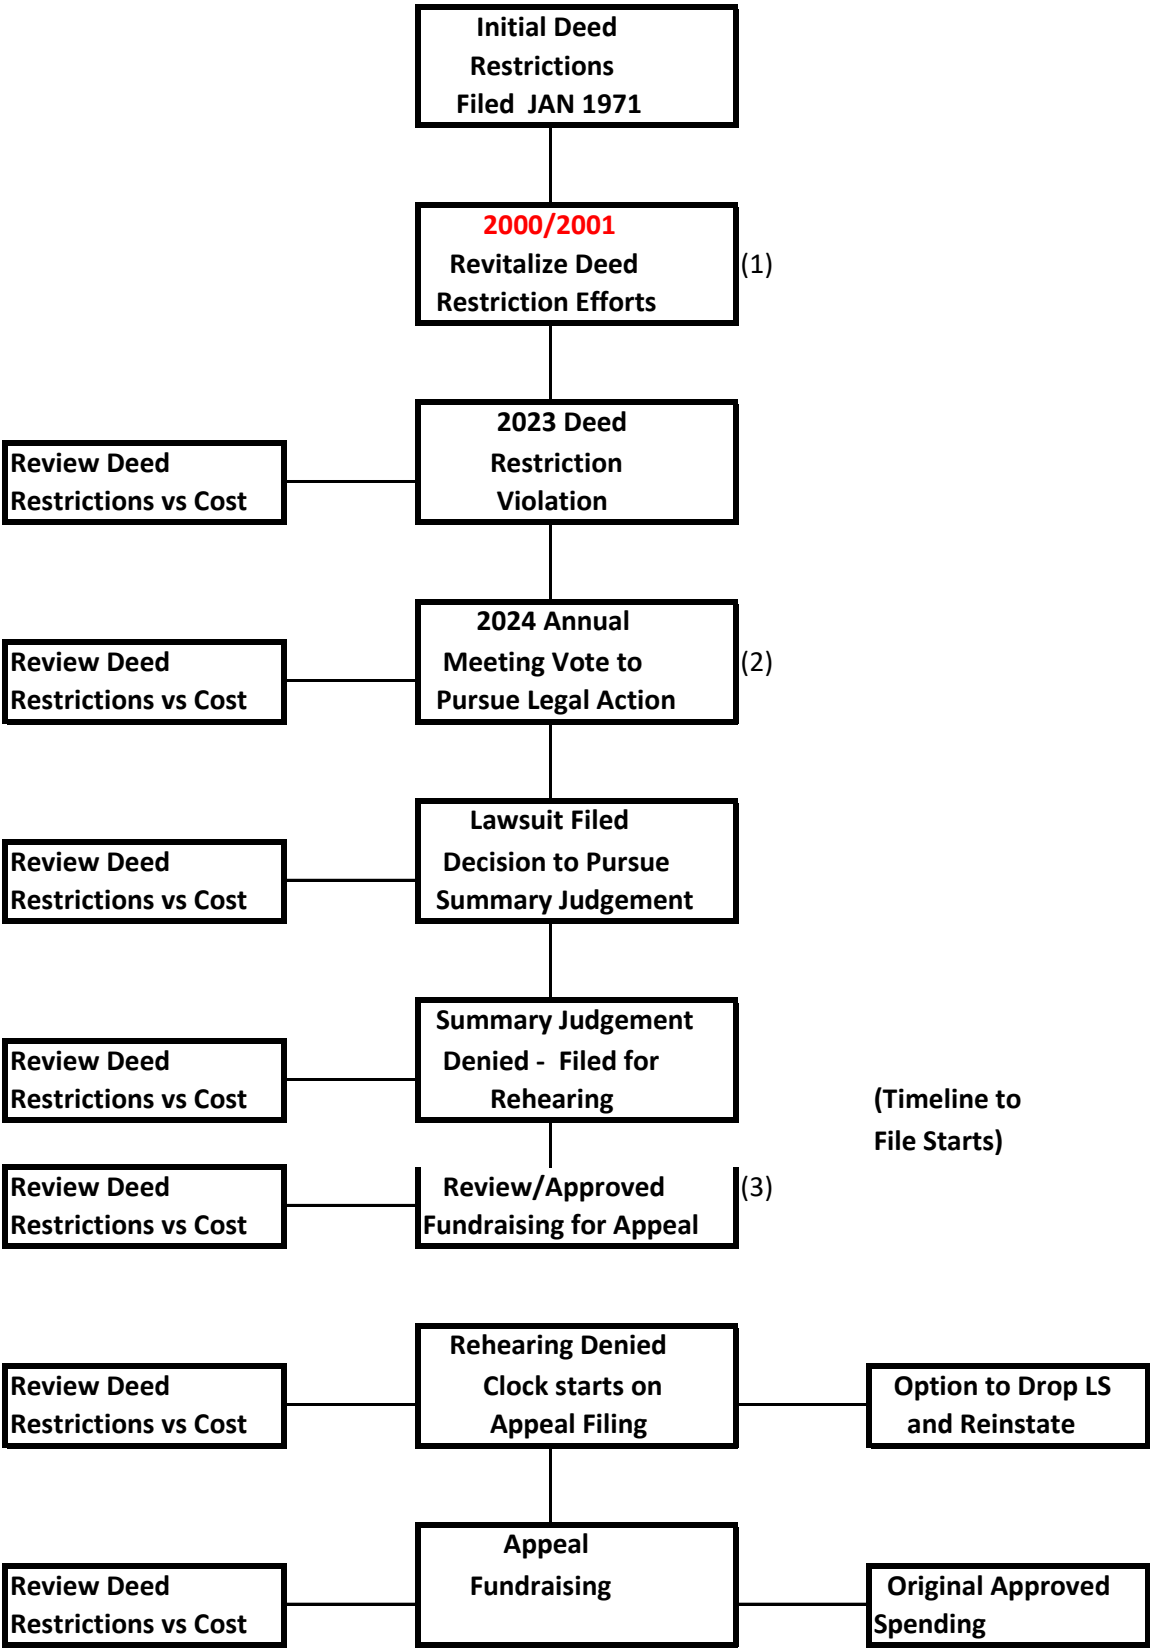 Initial Deed
Restrictions
Filed JAN 1971
2000/2001
Revitalize Deed
Restriction Efforts
(1)
2023 Deed
Restriction
Violation
Review Deed
Restrictions vs Cost
2024 Annual
Meeting Vote to
Pursue Legal Action
(2)
Review Deed
Restrictions vs Cost
Lawsuit Filed
Decision to Pursue
Summary Judgement
Review Deed
Restrictions vs Cost
Summary Judgement
Denied - Filed for
Rehearing
Review Deed
Restrictions vs Cost
(Timeline to
File Starts)
Review/Approved
Fundraising for Appeal
(3)
Review Deed
Restrictions vs Cost
Rehearing Denied
Clock starts on
Appeal Filing
Review Deed
Restrictions vs Cost
Option to Drop LS
and Reinstate
Appeal
Fundraising
Review Deed
Restrictions vs Cost
Original Approved
Spending